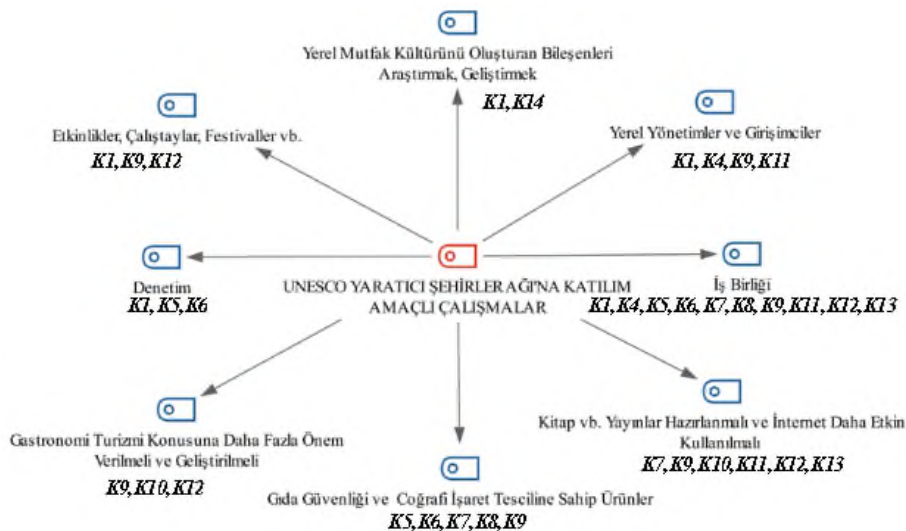 Yerel Mutfak Kültürünü Oluşturan Bileşenleri
Araştırmak, Geliştirmek
K1,K14
Etkinlikler, Çalıştaylar, Festivaller vb.
K1,K9,K12
Yerel Yönetimler ve Girişimciler
K1,K4,K9,K11
Denetim
K1,K5,K6
UNESCO YARATICI ŞEHİRLER AĞI'NA KATILIM
AMAÇLI ÇALIŞMALAR
İş Birliği
K1,K4,K5,K6,K7,K8,K9,K11,K12,K13
Gastronomi Turizmi Konusuna Daha Fazla Önem
Verilmeli ve Geliştirilmeli
K9,K10,K12
Kitap vb. Yayınlar Hazırlanmalı ve İnternet Daha Etkin
Kullanılmalı
K7,K9,K10,K11,K12,K13
Gıda Güvenliği ve Coğrafi İşaret Tesciline Sahip Ürünler
K5,K6,K7,K8,K9